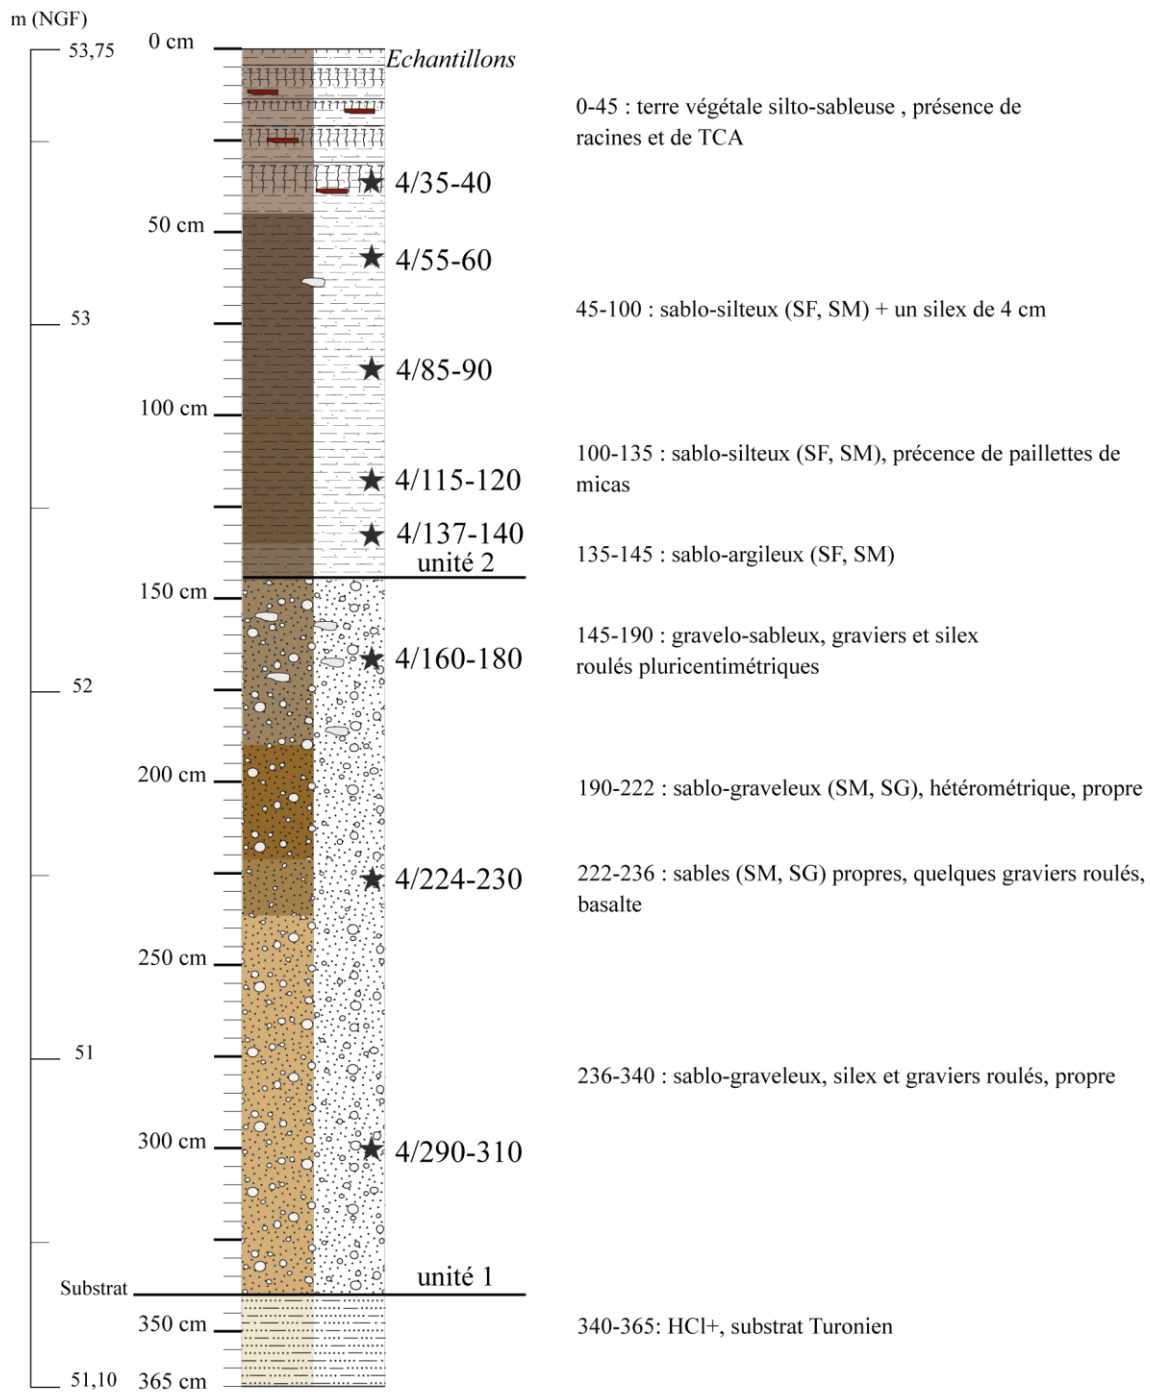 m (NGF)
53,75
0 cm
Echantillons
0-45 : terre végétale silto-sableuse , présence de
racines et de TCA
4/35-40
50 cm
4/55-60
45-100 : sablo-silteux (SF, SM) + un silex de 4 cm
53
4/85-90
100 cm
100-135 : sablo-silteux (SF, SM), précence de paillettes de
micas
4/115-120
4/137-140
135-145 : sablo-argileux (SF, SM)
unité 2
150 cm
145-190 : gravelo-sableux, graviers et silex
roulés pluricentimétriques
4/160-180
52
200 cm
190-222 : sablo-graveleux (SM, SG), hétérométrique, propre
4/224-230
222-236 : sables (SM, SG) propres, quelques graviers roulés,
basalte
250 cm
51
236-340 : sablo-graveleux, silex et graviers roulés, propre
300 cm
4/290-310
unité 1
Substrat
350 cm
340-365: HCl+, substrat Turonien
51,10
365 cm